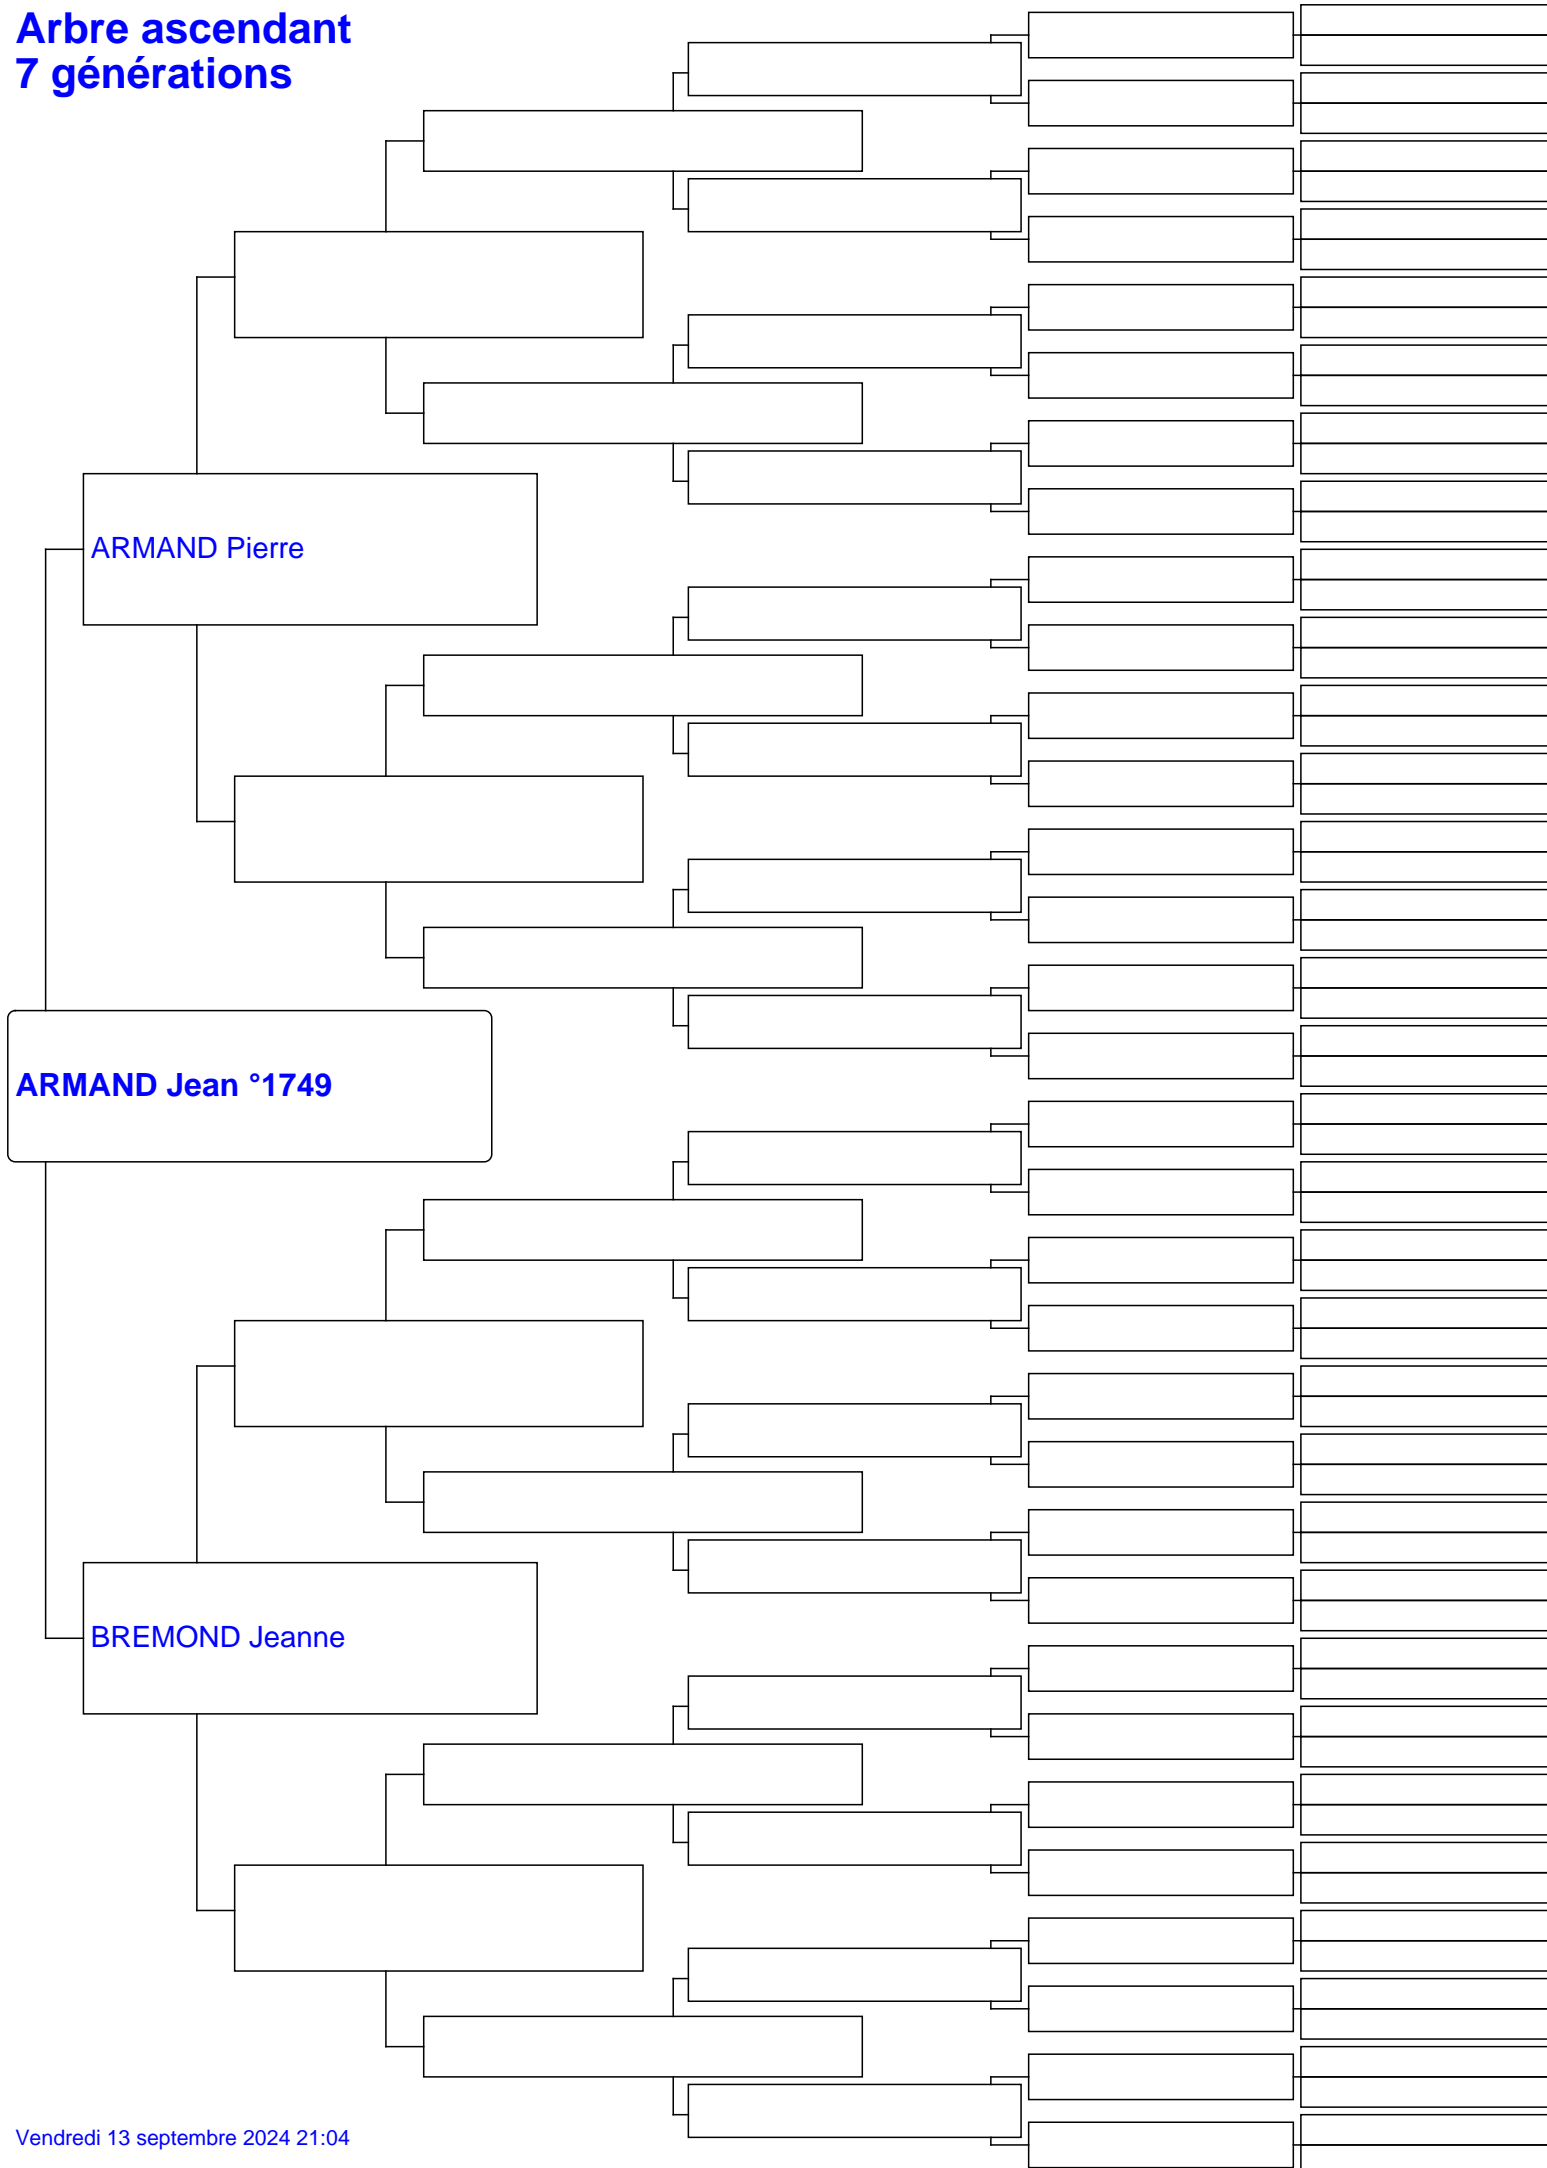 Arbre ascendant
7 générations
ARMAND Pierre
ARMAND Jean °1749
BREMOND Jeanne
Vendredi 13 septembre 2024 21:04